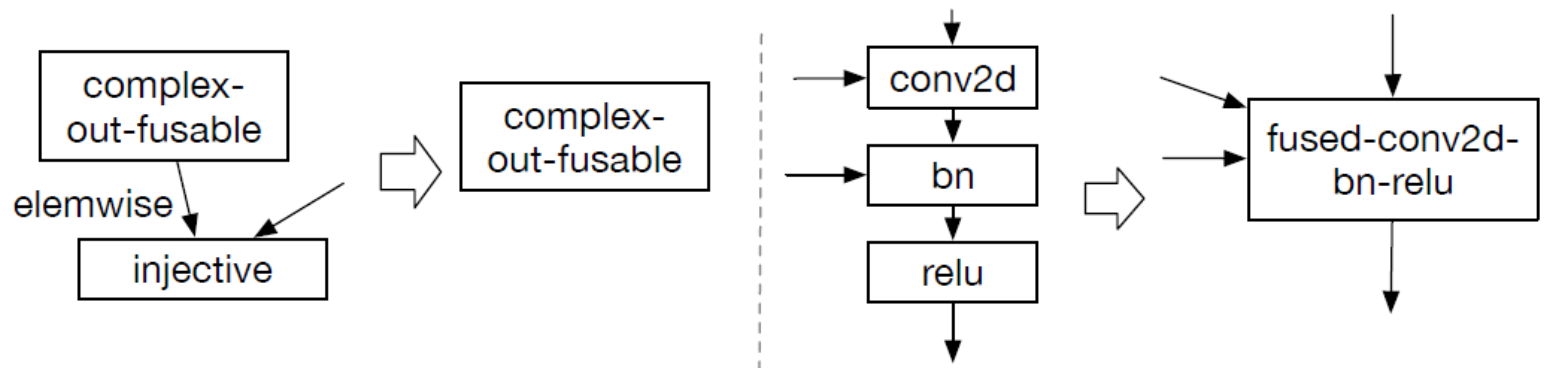 complex-
out-fusable
elemwise
injective
complex-
out-fusable
conv2d
bn
relu
fused-conv2d-
bn-relu